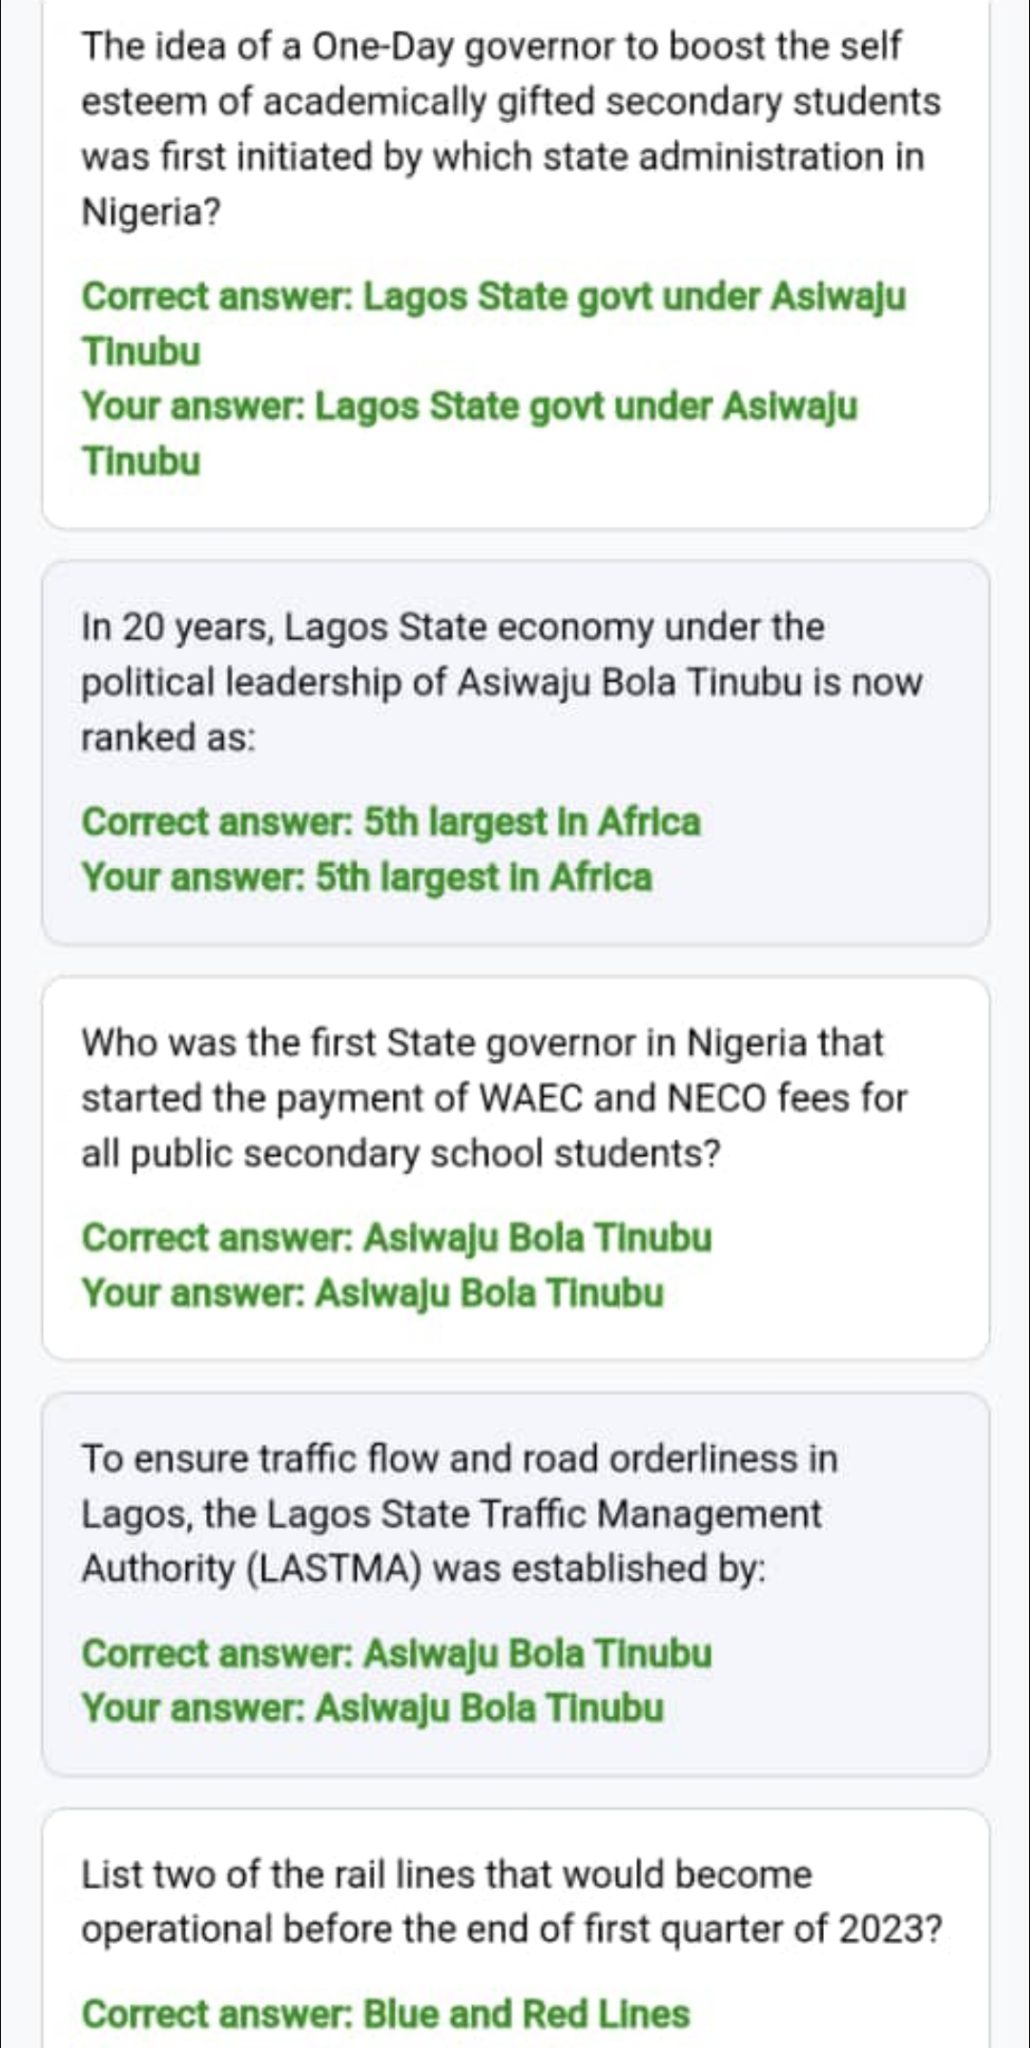 The idea of a One-Day governor to boost the self
esteem of academically gifted secondary students
was first initiated by which state administration in
Nigeria?
Correct answer: Lagos State govt under Asiwaju
Tinubu
Your answer: Lagos State govt under Asiwaju
Tinubu
In 20 years, Lagos State economy under the
political leadership of Asiwaju Bola Tinubu is now
ranked as:
Correct answer: 5th largest in Africa
Your answer: 5th largest in Africa
Who was the first State governor in Nigeria that
started the payment of WAEC and NECO fees for
all public secondary school students?
Correct answer: Asiwaju Bola Tinubu
Your answer: Asiwaju Bola Tinubu
To ensure traffic flow and road orderliness in
Lagos, the Lagos State Traffic Management
Authority (LASTMA) was established by:
Correct answer: Asiwaju Bola Tinubu
Your answer: Asiwaju Bola Tinubu
List two of the rail lines that would become
operational before the end of first quarter of 2023?
Correct answer: Blue and Red Lines